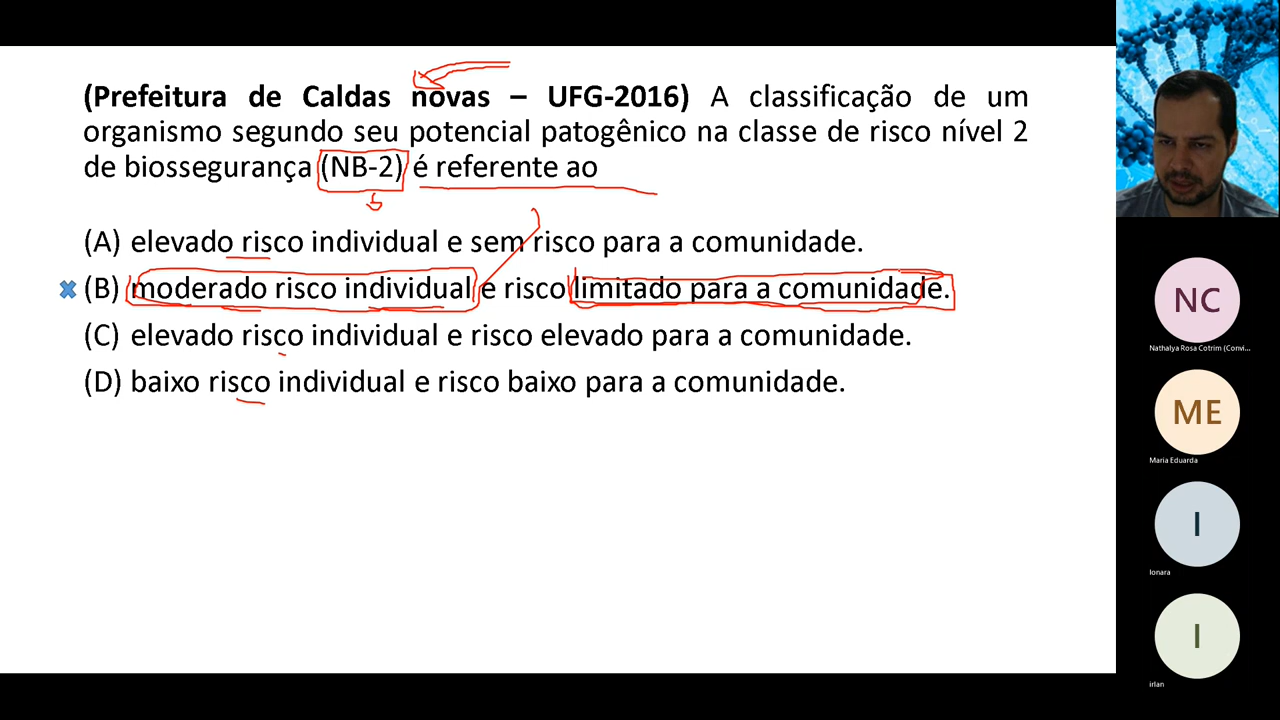 (Prefeitura de Caldas novas – UFG-2016) A classificação de um
organismo segundo seu potencial patogênico na classe de risco nível 2
de biossegurança (NB-2) é referente ao
(A) elevado risco individual e sem risco para a comunidade.
(B) moderado risco individual e risco limitado para a comunidade.
(C) elevado risco individual e risco elevado para a comunidade.
(D) baixo risco individual e risco baixo para a comunidade.
NC
Nathalya Rosa Cotrim (Convi...
ME
Maria Eduarda
I
Ionara
I
irlan